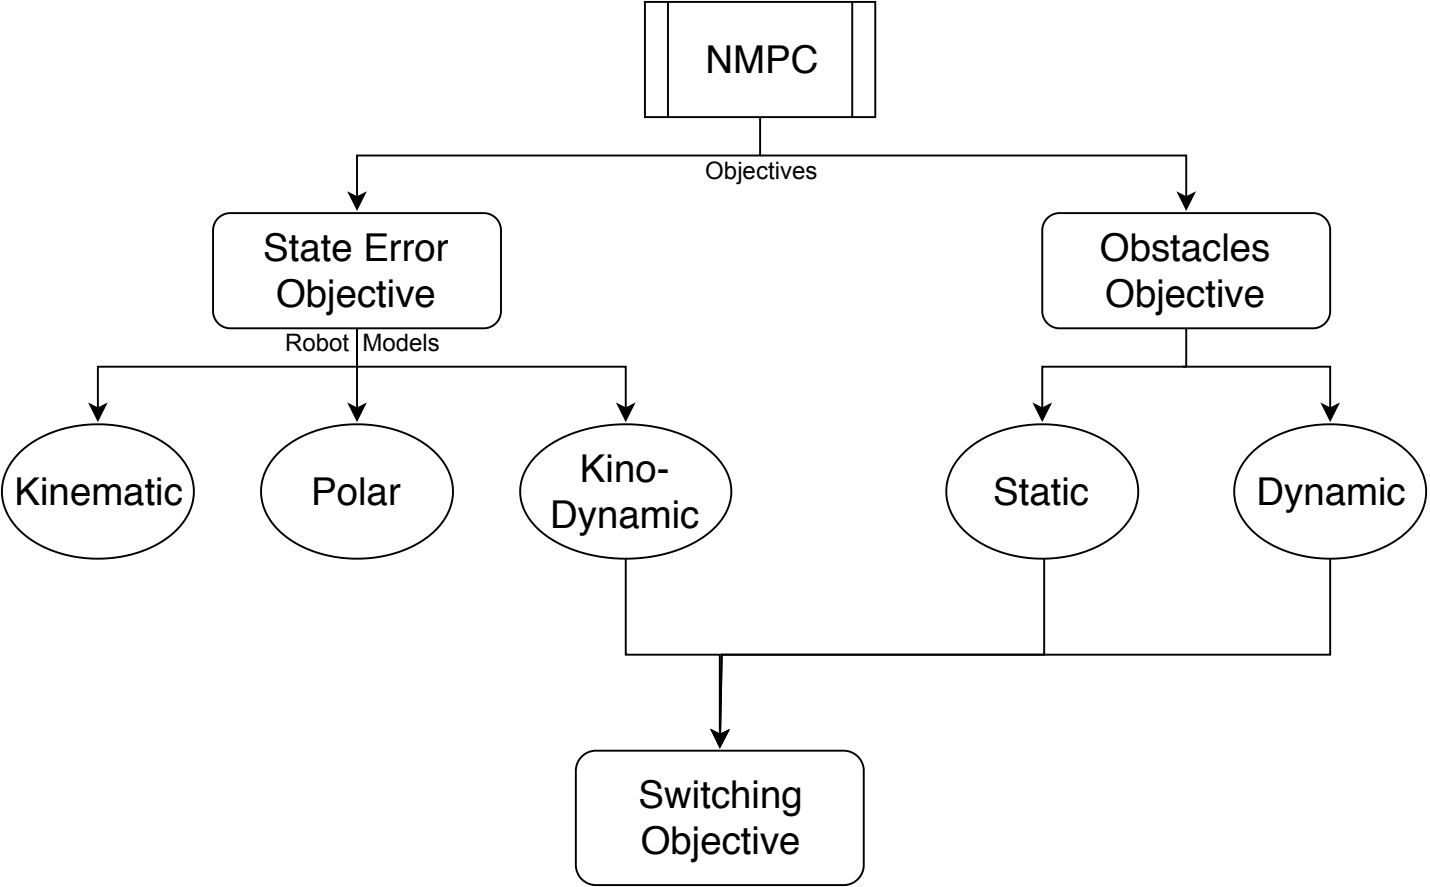 NMPC
Objectives
State Error
Objective
Obstacles
Objective
Robot Models
Kinematic
Polar
Kino-
Dynamic
Static
Dynamic
Switching
Objective